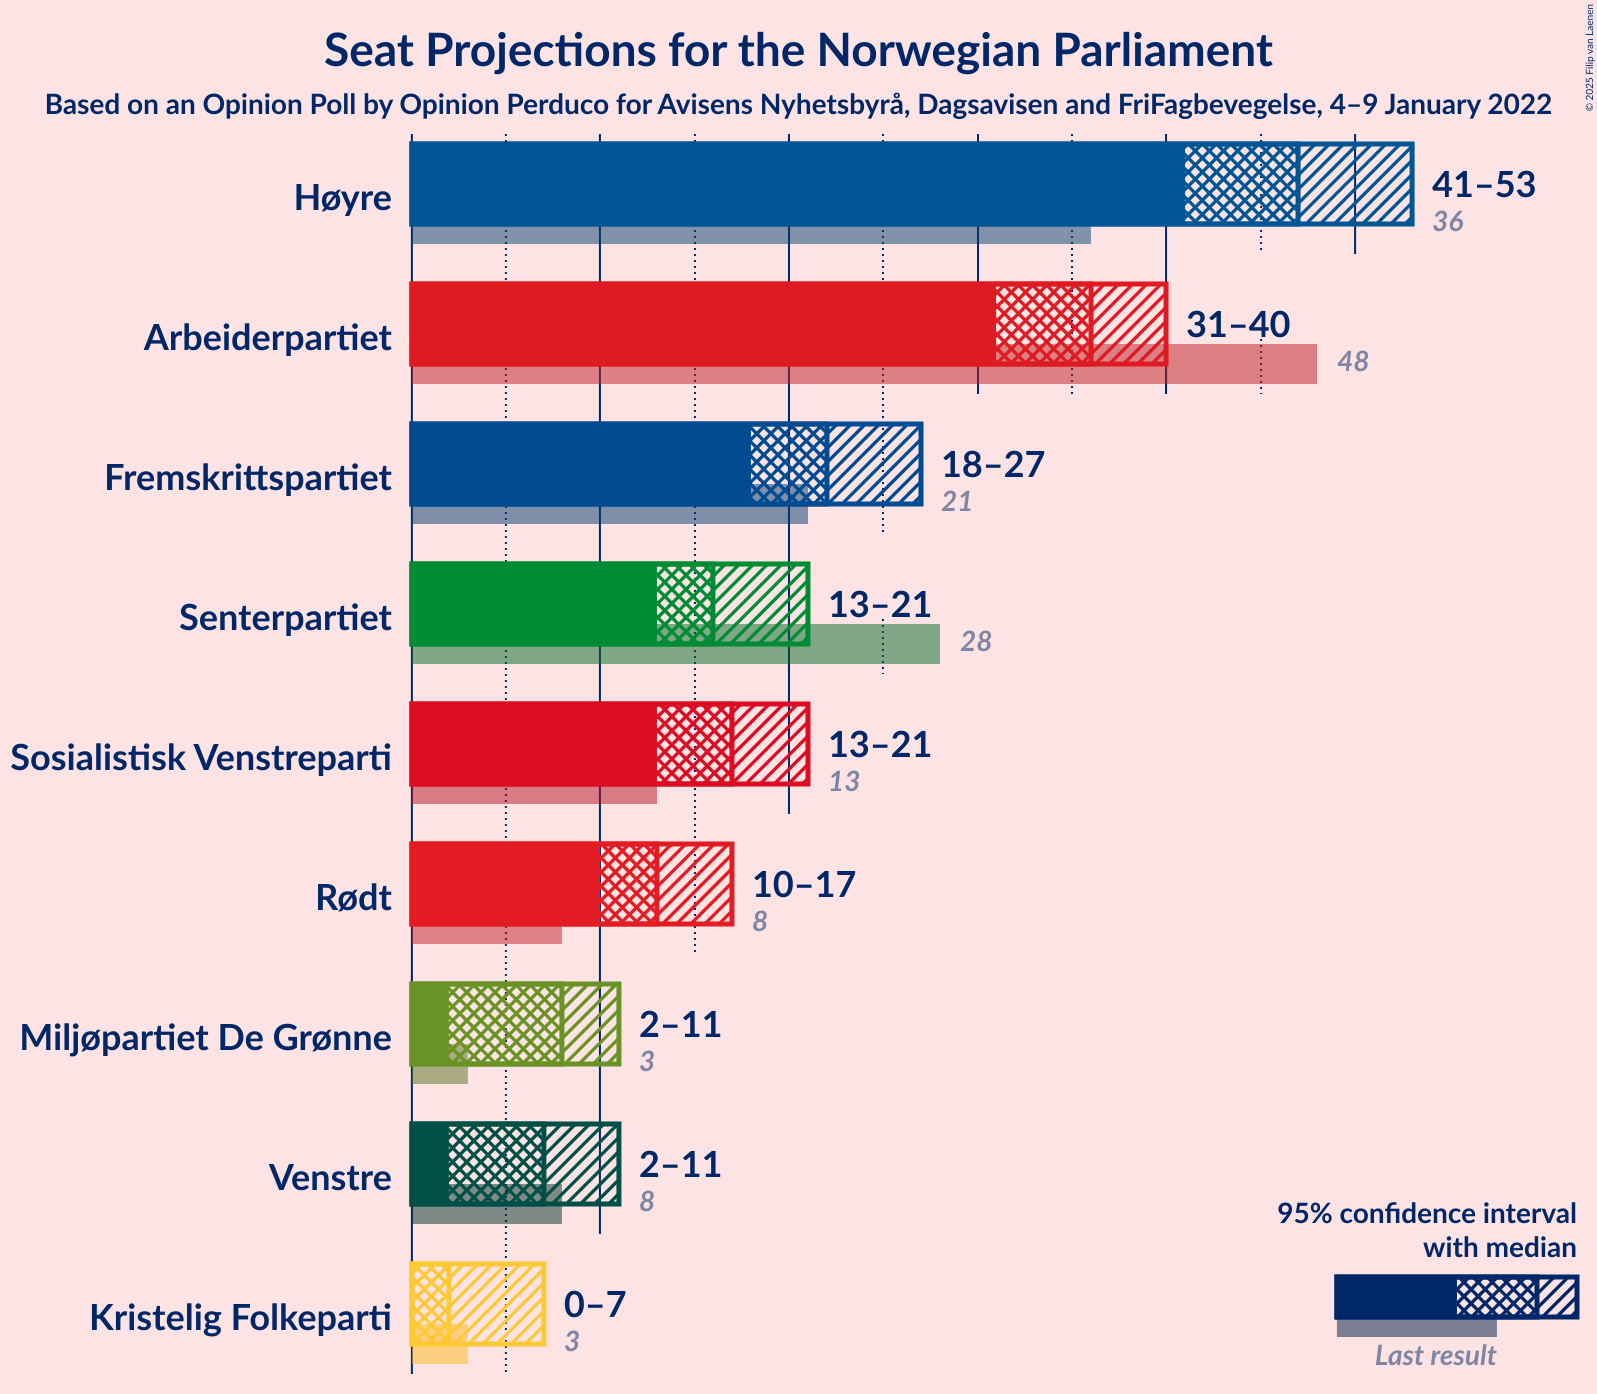 Seat Projections for the Norwegian Parliament
Based on an Opinion Poll by Opinion Perduco for Avisens Nyhetsbyrå, Dagsavisen and FriFagbevegelse, 4–9 January 2022
© 2025 Filip van Laenen
Høyre
41–53
36
Arbeiderpartiet
31–40
48
Fremskrittspartiet
18–27
21
Senterpartiet
13–21
28
Sosialistisk Venstreparti
13–21
13
Rødt
10–17
8
Miljøpartiet De Grønne
2–11
3
Venstre
2–11
8
Kristelig Folkeparti
0–7
3
95% confidence interval
with median
Last result